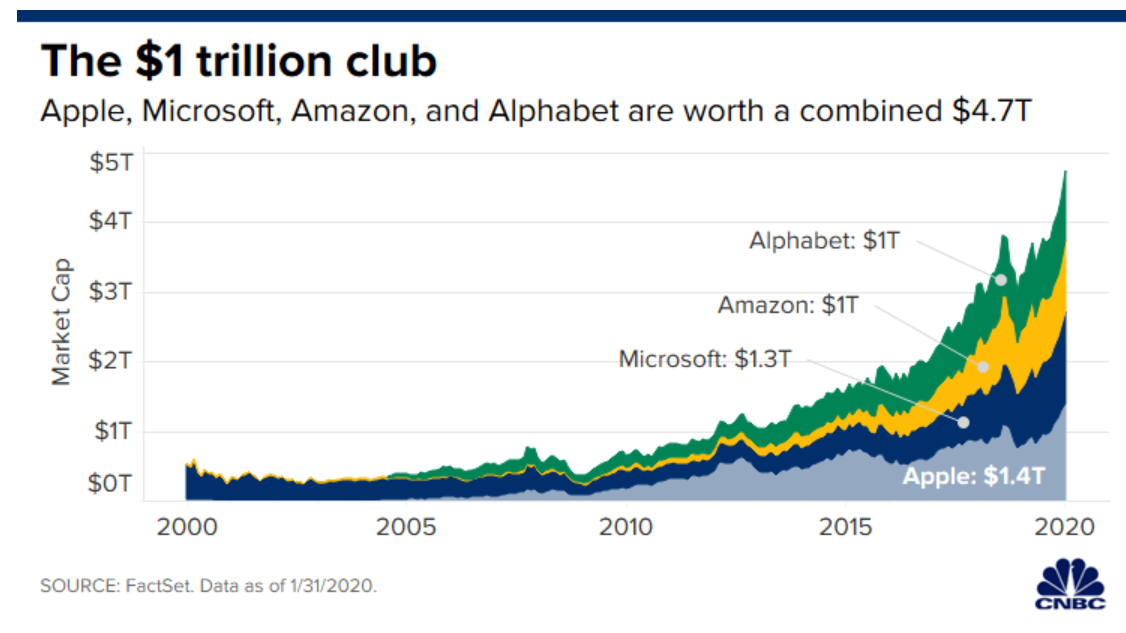 The $1 trillion club
Apple, Microsoft, Amazon, and Alphabet are worth a combined $4.7T
$5T
$4T
$3T
$2T
$1T
$0T
Market Cap
Alphabet: $1T
Amazon: $1T
Microsoft: $1.3T
Apple: $1.4T
2000 2005 2010 2015 2020
SOURCE: FactSet. Data as of 1/31/2020.
CNBC